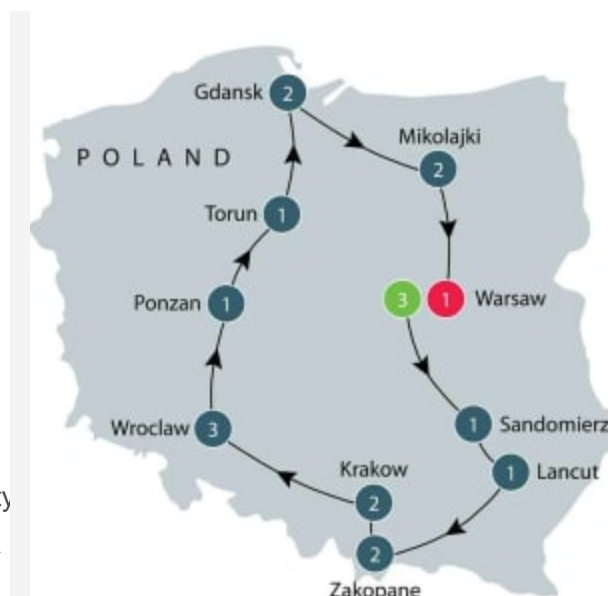 Gdansk 2
Mikolajki
POLAND
2
Torun 1
3 1 Warsaw
Ponzan 1
1 Sandomierz
Wroclaw 3
Krakow
1 Lancut
2
2
Zakopane